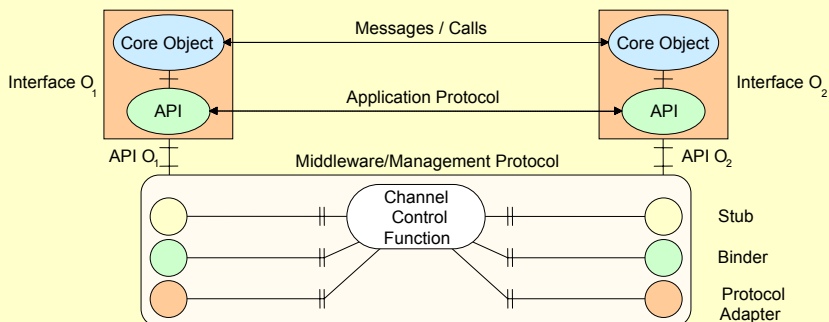 Messages / Calls
Core Object
Core Object
Interface O1
Interface O2
Application Protocol
API
API
API O1
API O2
Middleware/Management Protocol
Channel
Control
Function
Stub
Binder
Protocol
Adapter